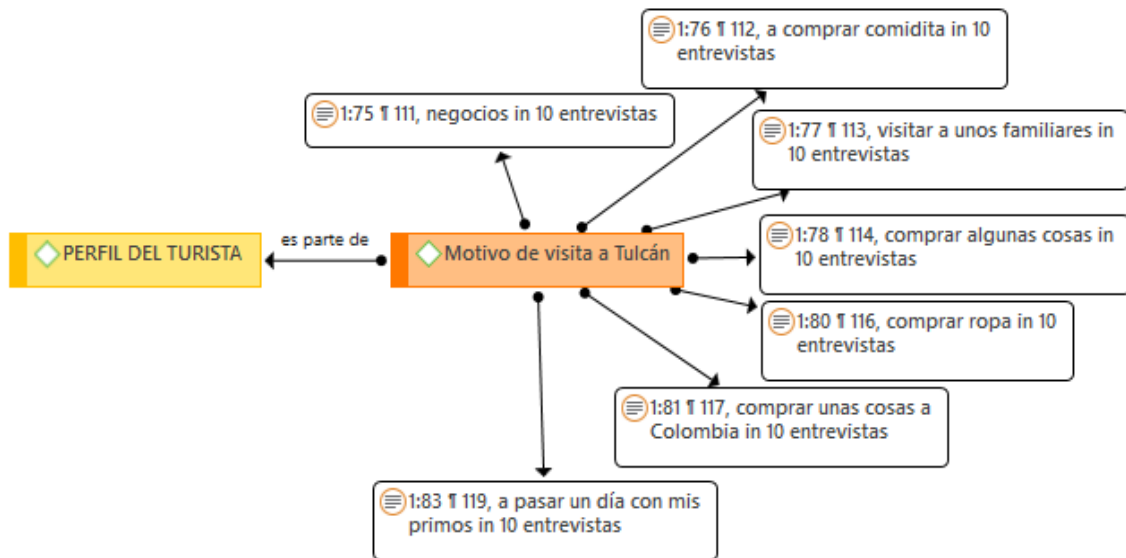 1:76 ¶ 112, a comprar comidita in 10
entrevistas
1:75 ¶ 111, negocios in 10 entrevistas
1:77 ¶ 113, visitar a unos familiares in
10 entrevistas
PERFIL DEL TURISTA
es parte de
Motivo de visita a Tulcán
1:78 ¶ 114, comprar algunas cosas in
10 entrevistas
1:80 ¶ 116, comprar ropa in 10
entrevistas
1:81 ¶ 117, comprar unas cosas a
Colombia in 10 entrevistas
1:83 ¶ 119, a pasar un día con mis
primos in 10 entrevistas